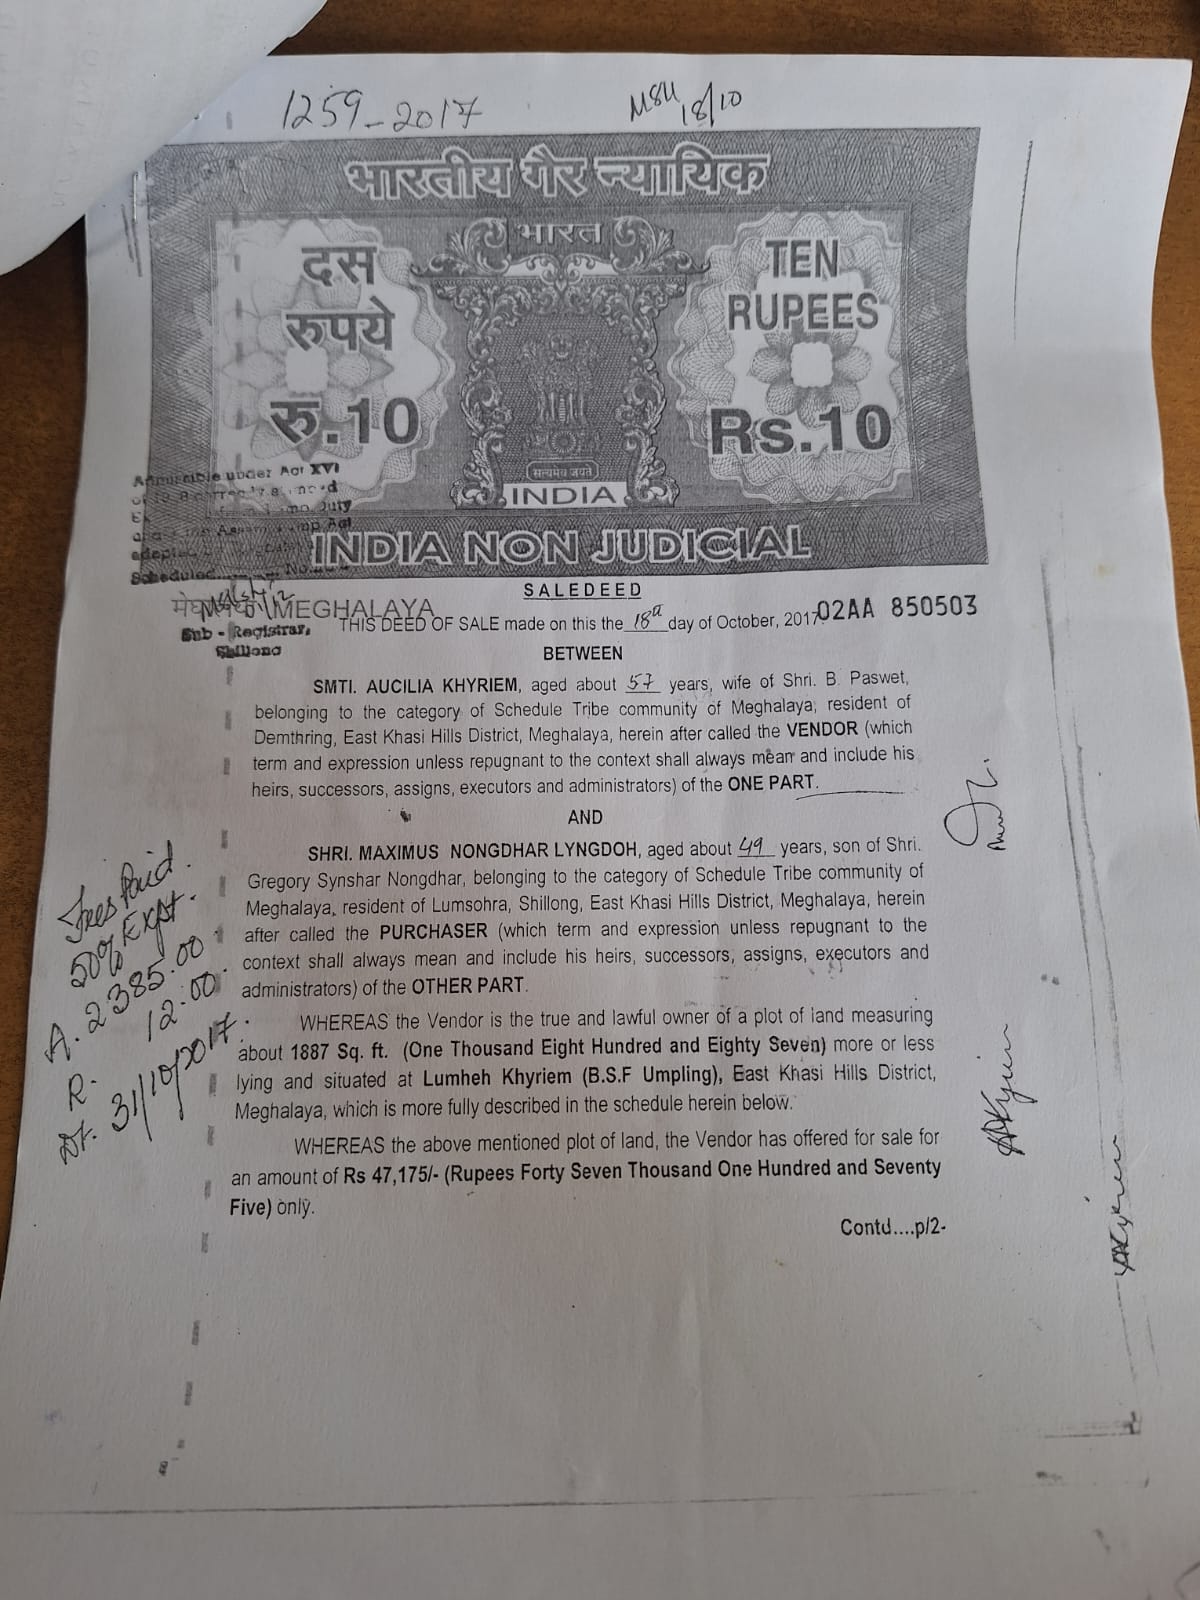 1259-2017
18/10
भारतीय गैर न्यायिक
भारत
दस
रुपये
रु.10
TEN
RUPEES
Rs.10
सत्यमेव जयते
INDIA
INDIA NON JUDICIAL
under Act XVI
Duty
Act
Scheduled
No.
SALEDEED
MEGHALAYA
02AA 850503
Sub - Registrar,
Shillong
THIS DEED OF SALE made on this the 18th day of October, 2017
BETWEEN
SMTI. AUCILIA KHYRIEM, aged about 57 years, wife of Shri. B. Paswet,
belonging to the category of Schedule Tribe community of Meghalaya, resident of
Demthring, East Khasi Hills District, Meghalaya, herein after called the VENDOR (which
term and expression unless repugnant to the context shall always mean and include his
heirs, successors, assigns, executors and administrators) of the ONE PART.
AND
SHRI. MAXIMUS NONGDHAR LYNGDOH, aged about 49 years, son of Shri.
Gregory Synshar Nongdhar, belonging to the category of Schedule Tribe community of
Meghalaya, resident of Lumsohra, Shillong, East Khasi Hills District, Meghalaya, herein
after called the PURCHASER (which term and expression unless repugnant to the
context shall always mean and include his heirs, successors, assigns, executors and
administrators) of the OTHER PART.
WHEREAS the Vendor is the true and lawful owner of a plot of land measuring
about 1887 Sq. ft. (One Thousand Eight Hundred and Eighty Seven) more or less
lying and situated at Lumheh Khyriem (B.S.F Umpling), East Khasi Hills District,
Meghalaya, which is more fully described in the schedule herein below.
WHEREAS the above mentioned plot of land, the Vendor has offered for sale for
an amount of Rs 47,175/- (Rupees Forty Seven Thousand One Hundred and Seventy
Five) only.
Contd....p/2-
Fees Paid.
50% Expt.
A. 2385.00
R. 12.00
Dt. 31/10/2017.